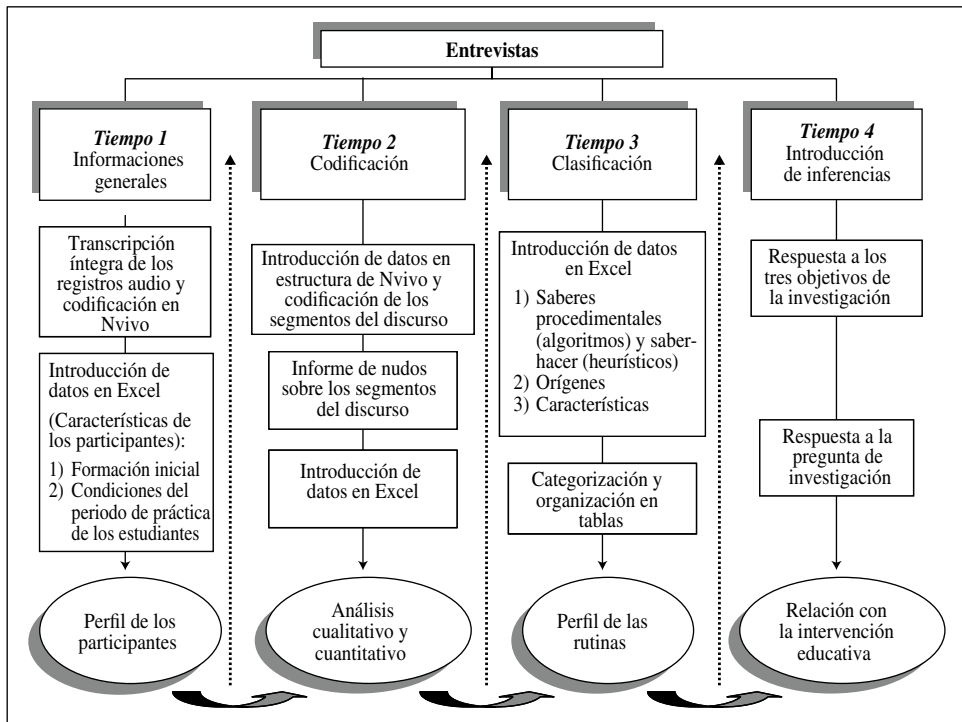 Entrevistas
Tiempo 1
Informaciones
generales
Transcripción
íntegra de los
registros audio y
codificación en
Nvivo
Introducción de
datos en Excel
(Características de
los participantes):
1) Formación inicial
2) Condiciones del
periodo de práctica
de los estudiantes
Perfil de los
participantes
Tiempo 2
Codificación
Introducción de datos en
estructura de Nvivo y
codificación de los
segmentos del discurso
Informe de nudos
sobre los segmentos
del discurso
Introducción de
datos en Excel
Análisis
cualitativo y
cuantitativo
Tiempo 3
Clasificación
Introducción de datos
en Excel
1) Saberes
procedimentales
(algoritmos) y saber-
hacer (heurísticos)
2) Orígenes
3) Características
Categorización y
organización en
tablas
Perfil de las
rutinas
Tiempo 4
Introducción
de inferencias
Respuesta a los
tres objetivos de
la investigación
Respuesta a la
pregunta de
investigación
Relación con
la intervención
educativa